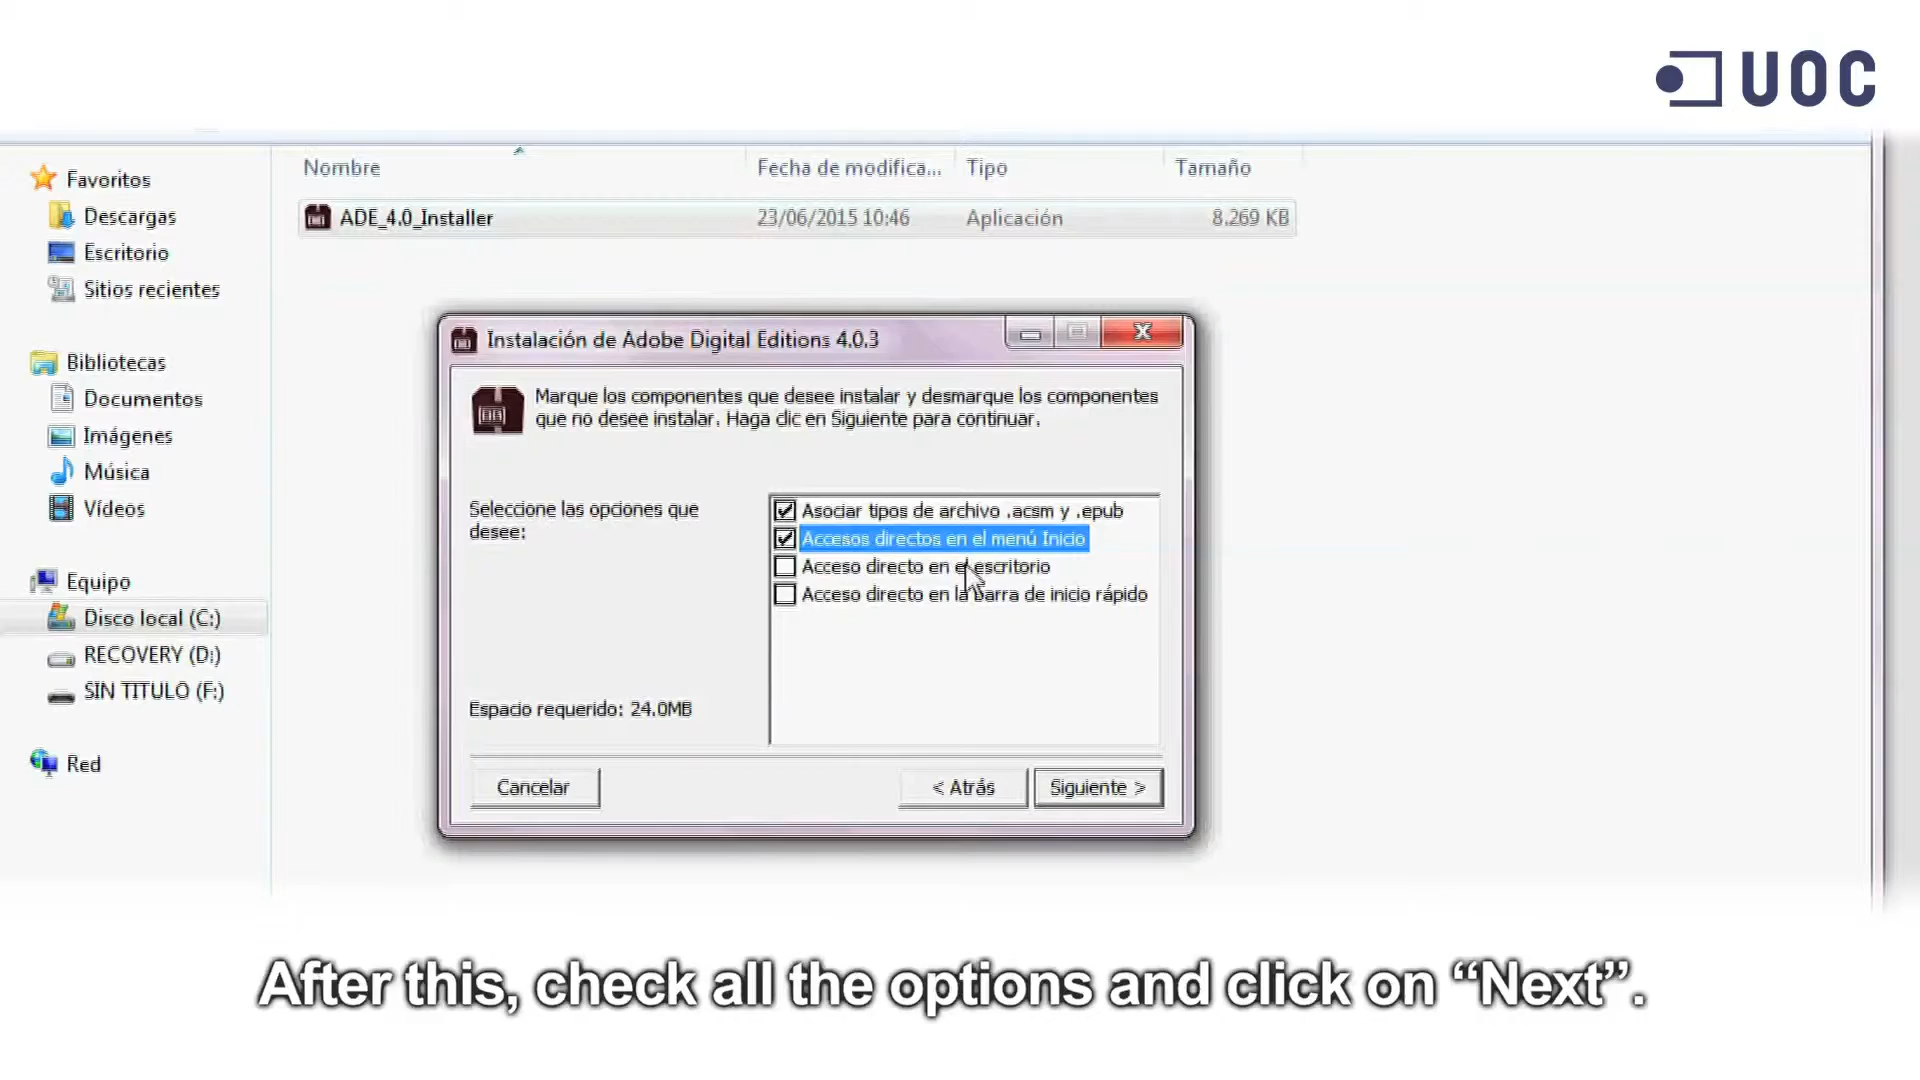 UOC
Nombre
Fecha de modifica...
Tipo
Tamaño
Favoritos
Descargas
Escritorio
Sitios recientes
Bibliotecas
Documentos
Imágenes
Música
Vídeos
Equipo
Disco local (C:)
RECOVERY (D:)
SIN TITULO (F:)
Red
ADE_4.0_Installer
23/06/2015 10:46
Aplicación
8.269 KB
Instalación de Adobe Digital Editions 4.0.3
Marque los componentes que desee instalar y desmarque los componentes
que no desee instalar. Haga clic en Siguiente para continuar.
Seleccione las opciones que
desee:
Asociar tipos de archivo .acsm y .epub
Accesos directos en el menú Inicio
Acceso directo en el escritorio
Acceso directo en la barra de inicio rápido
Espacio requerido: 24.0MB
Cancelar
< Atrás
Siguiente >
After this, check all the options and click on “Next”.